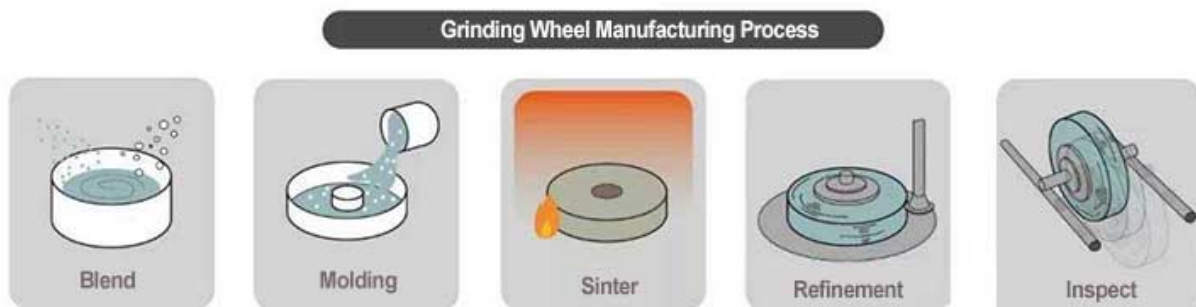 Grinding Wheel Manufacturing Process
Blend
Molding
Sinter
Refinement
Inspect